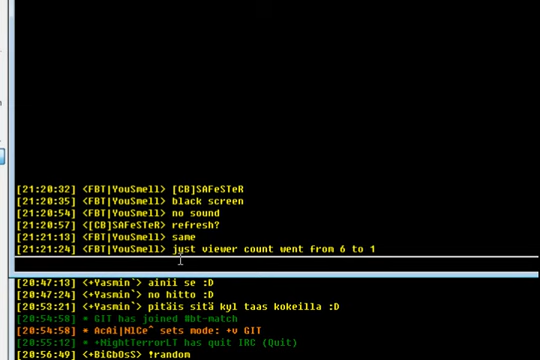 [21:20:32] <FBT|YouSmell> [CB]SAFeSTeR
[21:20:35] <FBT|YouSmell> black screen
[21:20:54] <FBT|YouSmell> no sound
[21:20:57] <[CB]SAFeSTeR> refresh?
[21:21:13] <FBT|YouSmell> same
[21:21:24] <FBT|YouSmell> just viewer count went from 6 to 1
[20:47:13] <+Yasmin`> ainii se :D
[20:47:24] <+Yasmin`> no hitto :D
[20:53:21] <+Yasmin`> pitäis sitä kyl taas kokeilla :D
[20:54:58] * GIT has joined #bt-match
[20:54:58] * AcAi|NlCe^ sets mode: +v GIT
[20:55:12] * +NightTerrorLT has quit IRC (Quit)
[20:56:49] <+BiGbOsS> !random